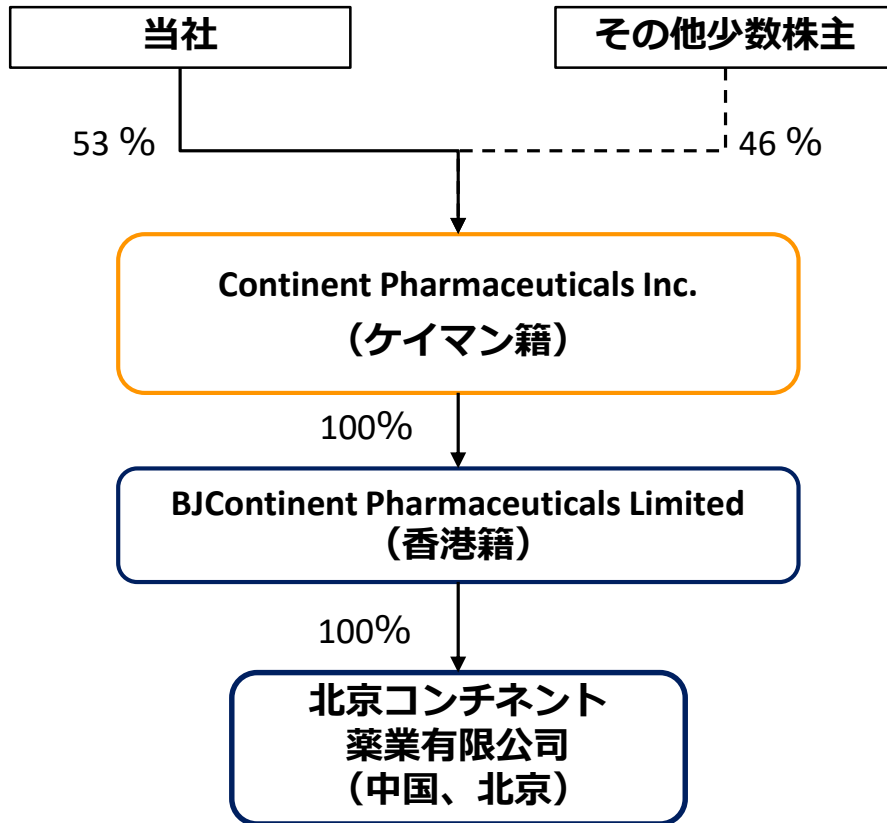 当社
その他少数株主
53 %
46 %
Continent Pharmaceuticals Inc.
（ケイマン籍）
100%
BJContinent Pharmaceuticals Limited
（香港籍）
100%
北京コンチネント
薬業有限公司
（中国、北京）